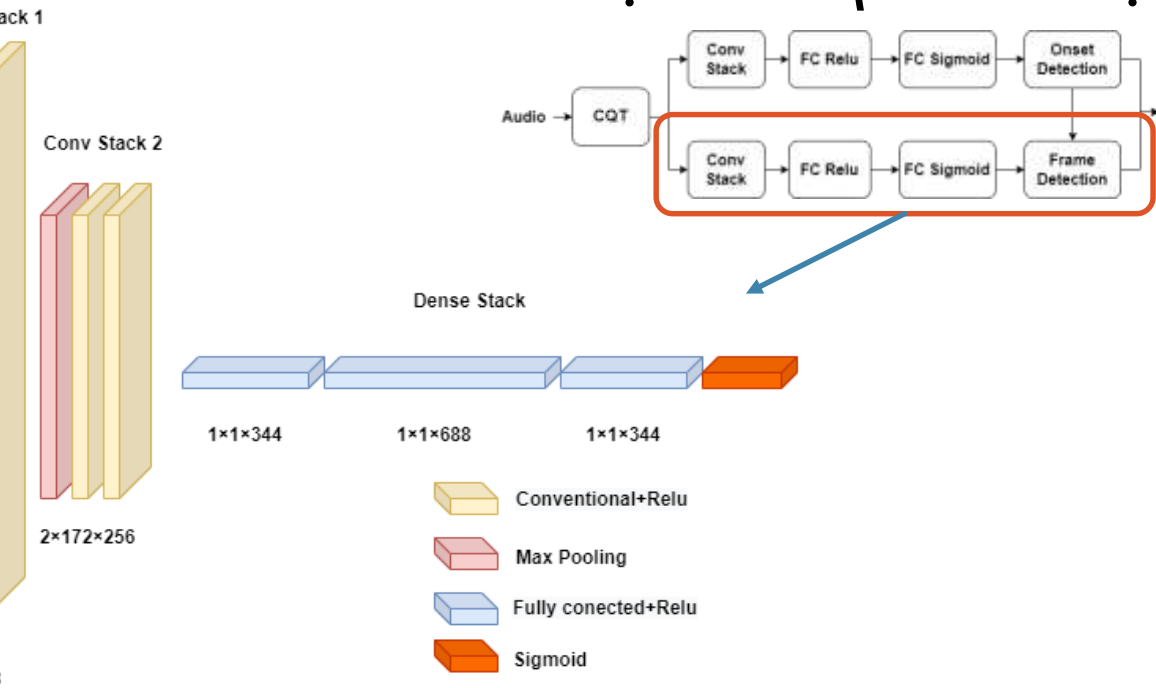 ack 1
Conv
Stack
FC Relu
FC Sigmoid
Onset
Detection
Audio
CQT
Conv Stack 2
Conv
Stack
FC Relu
FC Sigmoid
Frame
Detection
Dense Stack
1×1×344
1×1×688
1×1×344
Conventional+Relu
2×172×256
Max Pooling
Fully conected+Relu
Sigmoid